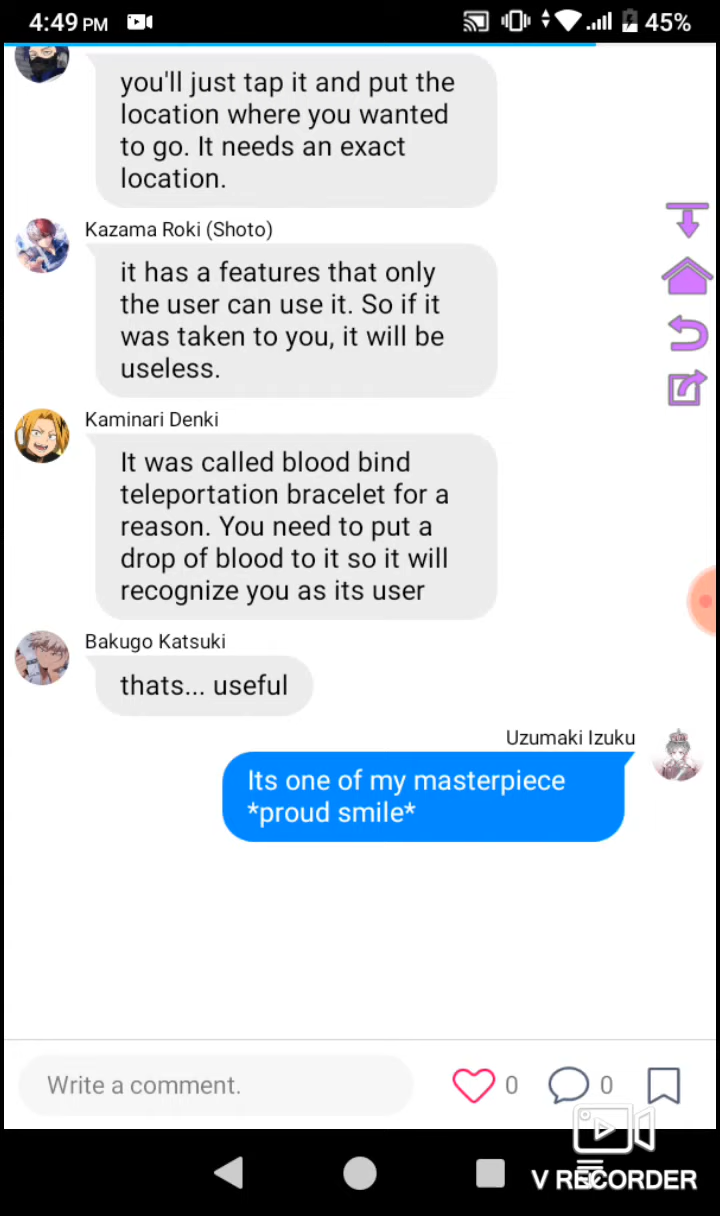 4:49 PM
45%
you'll just tap it and put the
location where you wanted
to go. It needs an exact
location.
Kazama Roki (Shoto)
it has a features that only
the user can use it. So if it
was taken to you, it will be
useless.
Kaminari Denki
It was called blood bind
teleportation bracelet for a
reason. You need to put a
drop of blood to it so it will
recognize you as its user
Bakugo Katsuki
thats... useful
Uzumaki Izuku
Its one of my masterpiece
*proud smile*
Write a comment.
0
0
V RECORDER